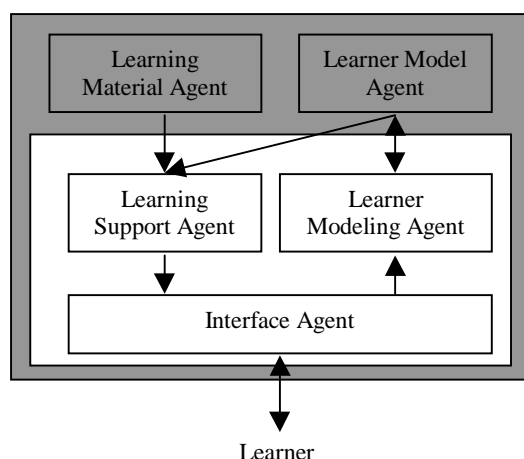 Learning
Material Agent
Learner Model
Agent
Learning
Support Agent
Learner
Modeling Agent
Interface Agent
Learner